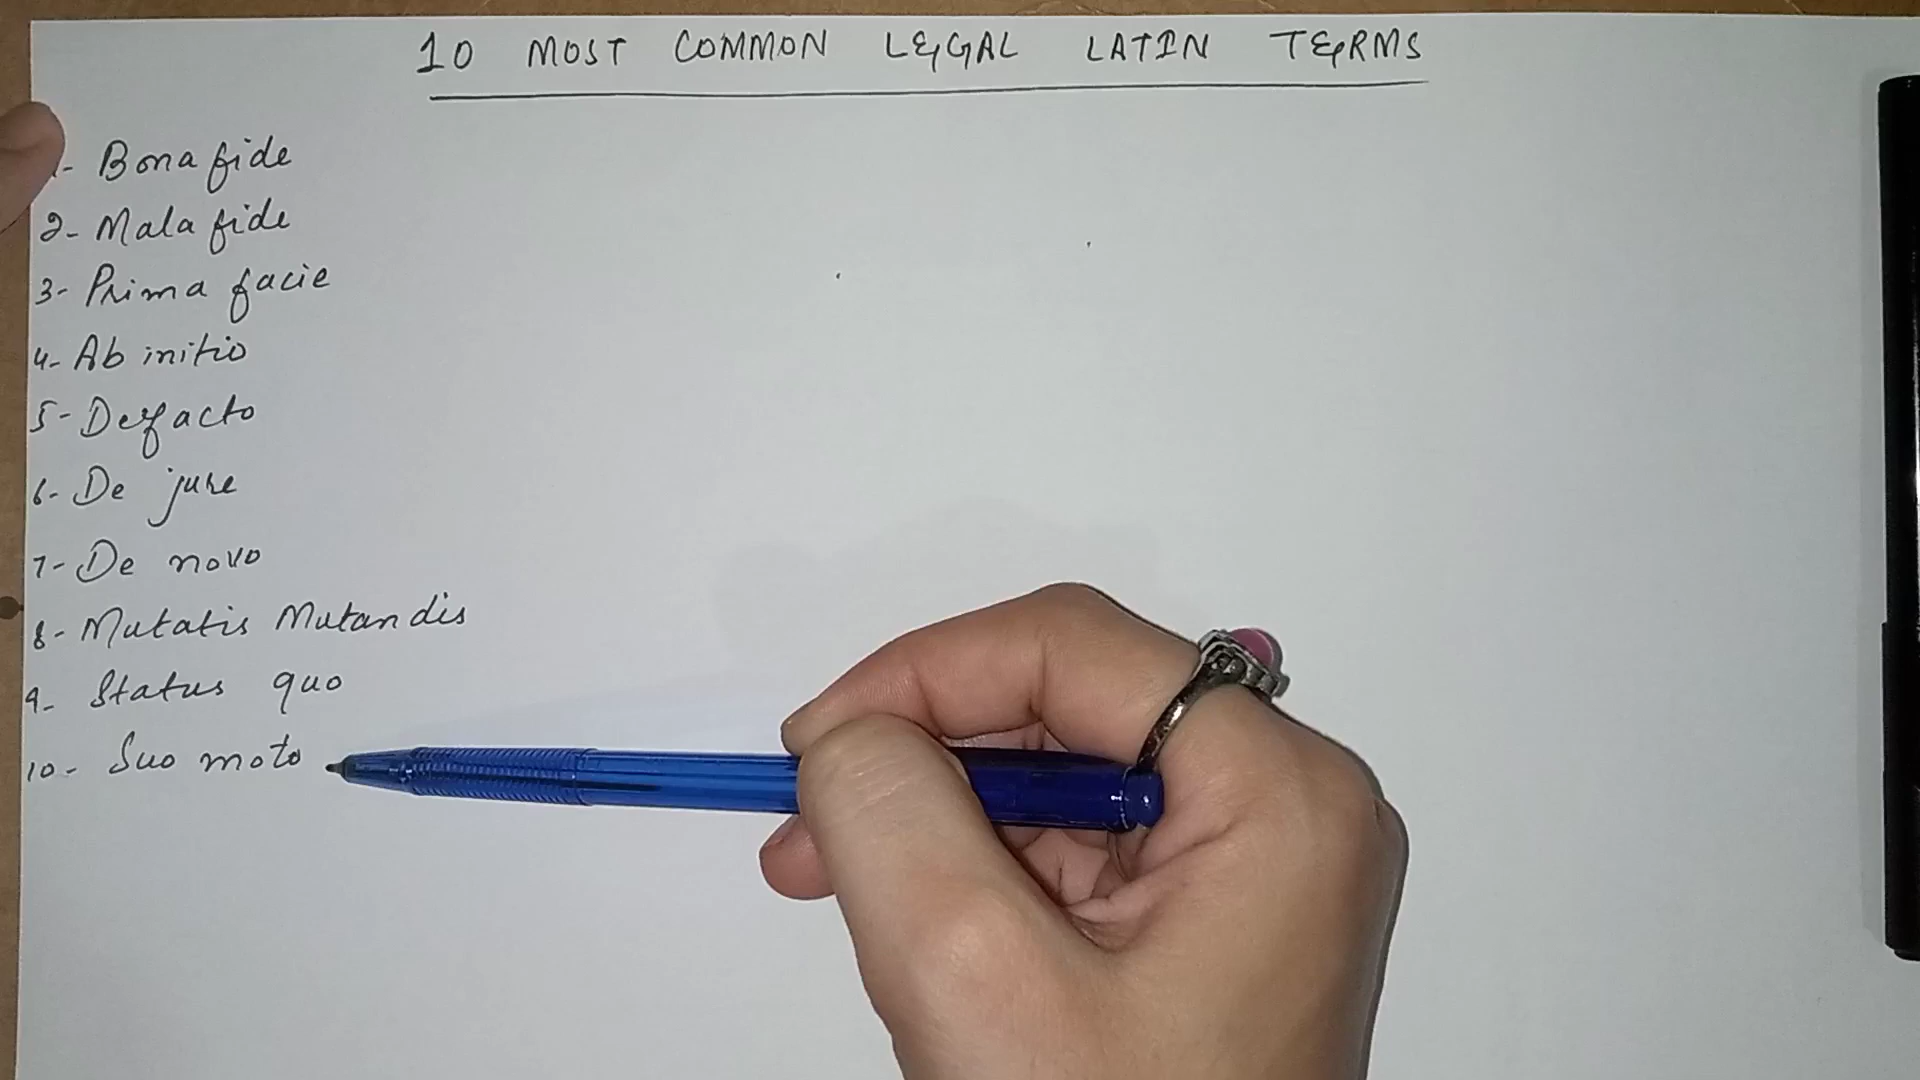 10 MOST COMMON LEGAL LATIN TERMS
- Bona fide
2- Mala fide
3- Prima facie
4- Ab initio
5- Defacto
6- De jure
7- De novo
8- Mutatis Mutandis
9- Status quo
10- Suo moto